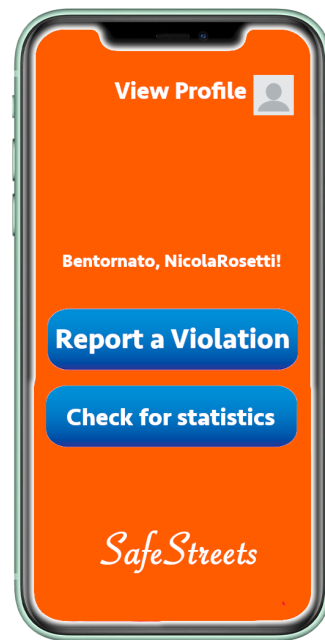 View Profile
Bentornato, NicolaRosetti!
Report a Violation
Check for statistics
SafeStreets